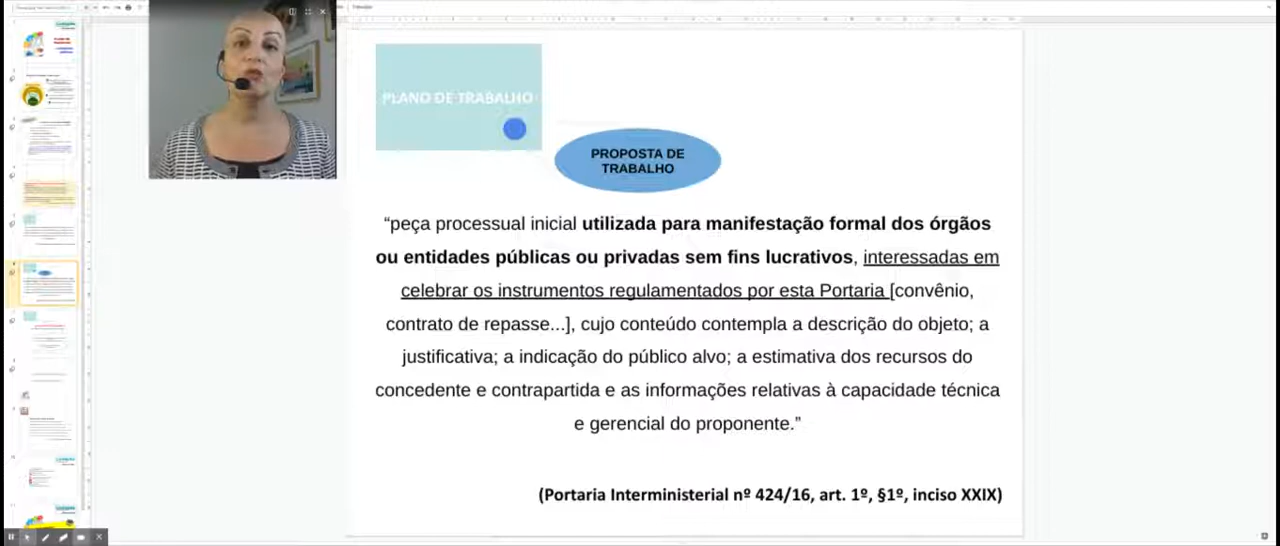 PLANO DE TRABALHO
PROPOSTA DE
TRABALHO
“peça processual inicial utilizada para manifestação formal dos órgãos
ou entidades públicas ou privadas sem fins lucrativos, interessadas em
celebrar os instrumentos regulamentados por esta Portaria [convênio,
contrato de repasse...], cujo conteúdo contempla a descrição do objeto; a
justificativa; a indicação do público alvo; a estimativa dos recursos do
concedente e contrapartida e as informações relativas à capacidade técnica
e gerencial do proponente.”
(Portaria Interministerial nº 424/16, art. 1º, §1º, inciso XXIX)